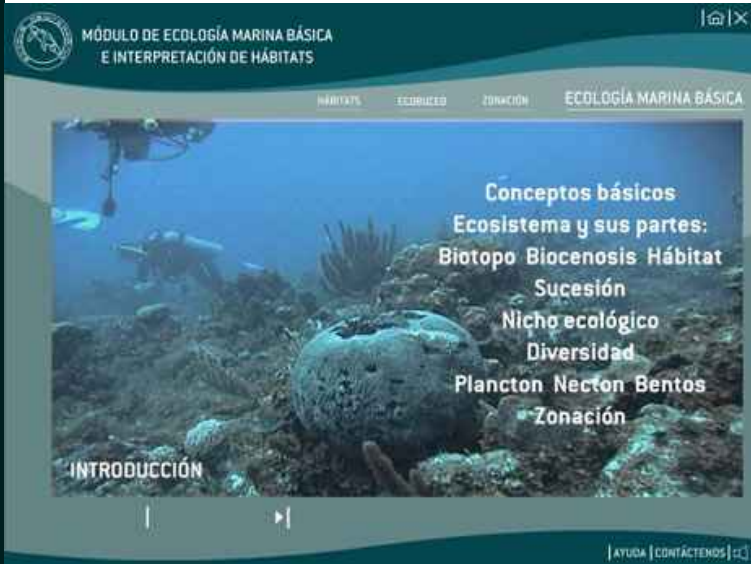 MÓDULO DE ECOLOGÍA MARINA BÁSICA
E INTERPRETACIÓN DE HÁBITATS
HÁBITATS ECOBUCEO ZONACIÓN ECOLOGÍA MARINA BÁSICA
Conceptos básicos
Ecosistema y sus partes:
Biotopo Biocenosis Hábitat
Sucesión
Nicho ecológico
Diversidad
Plancton Necton Bentos
Zonación
INTRODUCCIÓN
AYUDA CONTÁCTENOS